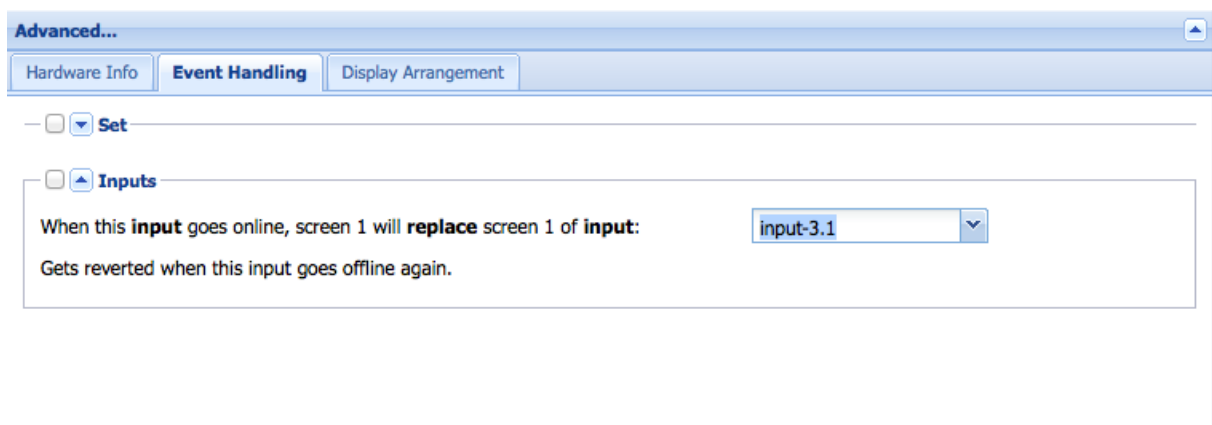 Advanced...
Hardware Info Event Handling Display Arrangement
Set
Inputs
When this input goes online, screen 1 will replace screen 1 of input: input-3.1
Gets reverted when this input goes offline again.